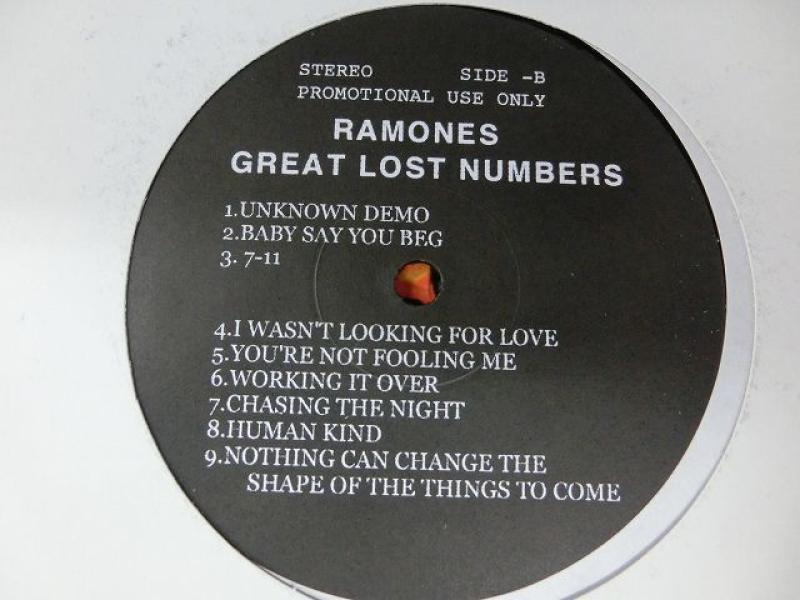 STEREO SIDE -B
PROMOTIONAL USE ONLY
RAMONES
GREAT LOST NUMBERS
1.UNKNOWN DEMO
2.BABY SAY YOU BEG
3. 7-11
4.I WASN'T LOOKING FOR LOVE
5.YOU'RE NOT FOOLING ME
6.WORKING IT OVER
7.CHASING THE NIGHT
8.HUMAN KIND
9.NOTHING CAN CHANGE THE
SHAPE OF THE THINGS TO COME